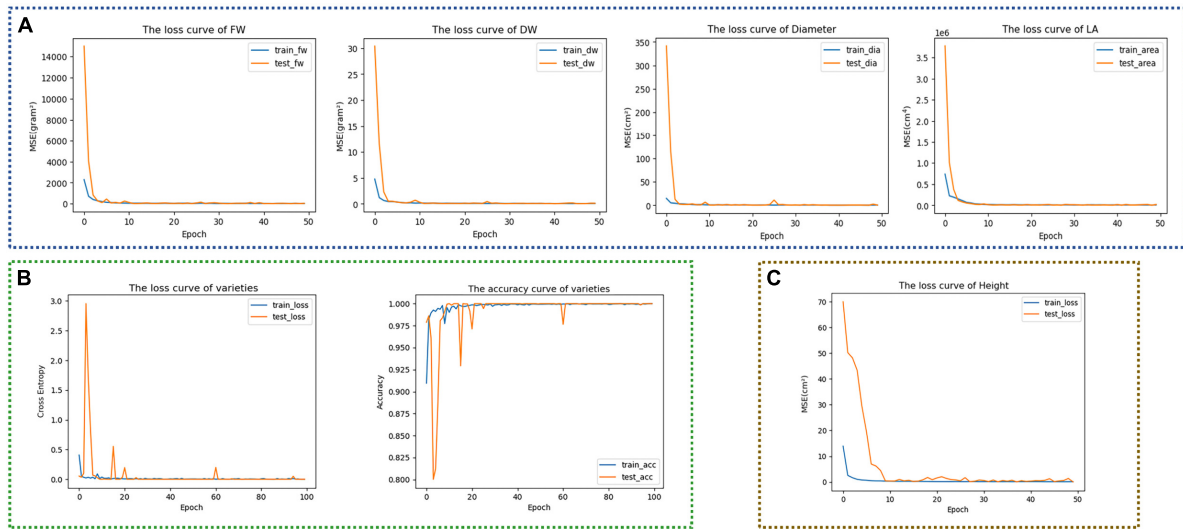 A
The loss curve of FW
train_fw
test_fw
MSE(gram²)
14000
12000
10000
8000
6000
4000
2000
0
0 10 20 30 40 50
Epoch
The loss curve of DW
train_dw
test_dw
MSE(gram²)
30
25
20
15
10
5
0
0 10 20 30 40 50
Epoch
The loss curve of Diameter
train_dia
test_dia
MSE(cm²)
350
300
250
200
150
100
50
0
0 10 20 30 40 50
Epoch
The loss curve of LA
1e6
train_area
test_area
MSE(cm⁴)
3.5
3.0
2.5
2.0
1.5
1.0
0.5
0.0
0 10 20 30 40 50
Epoch
B
The loss curve of varieties
train_loss
test_loss
Cross Entropy
3.0
2.5
2.0
1.5
1.0
0.5
0.0
0 20 40 60 80 100
Epoch
The accuracy curve of varieties
Accuracy
1.000
0.975
0.950
0.925
0.900
0.875
0.850
0.825
0.800
train_acc
test_acc
0 20 40 60 80 100
Epoch
C
The loss curve of Height
train_loss
test_loss
MSE(cm²)
70
60
50
40
30
20
10
0
0 10 20 30 40 50
Epoch